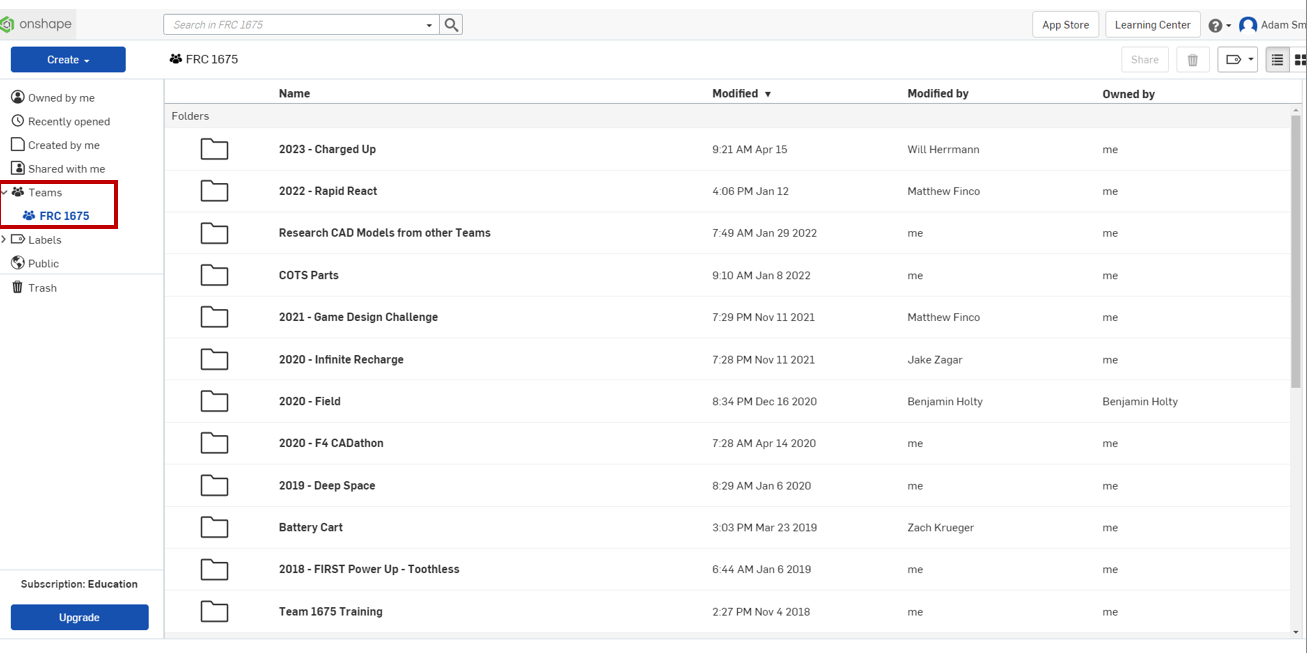 onshape
Search in FRC 1675
App Store
Learning Center
Adam Sm
Create
FRC 1675
Share
Owned by me
Recently opened
Created by me
Shared with me
Teams
FRC 1675
Labels
Public
Trash
Subscription: Education
Upgrade
Name Modified ▼ Modified by Owned by
Folders
2023 - Charged Up 9:21 AM Apr 15 Will Herrmann me
2022 - Rapid React 4:06 PM Jan 12 Matthew Finco me
Research CAD Models from other Teams 7:49 AM Jan 29 2022 me me
COTS Parts 9:10 AM Jan 8 2022 me me
2021 - Game Design Challenge 7:29 PM Nov 11 2021 Matthew Finco me
2020 - Infinite Recharge 7:28 PM Nov 11 2021 Jake Zagar me
2020 - Field 8:34 PM Dec 16 2020 Benjamin Holty Benjamin Holty
2020 - F4 CADathon 7:28 AM Apr 14 2020 me me
2019 - Deep Space 8:29 AM Jan 6 2020 me me
Battery Cart 3:03 PM Mar 23 2019 Zach Krueger me
2018 - FIRST Power Up - Toothless 6:44 AM Jan 6 2019 me me
Team 1675 Training 2:27 PM Nov 4 2018 me me